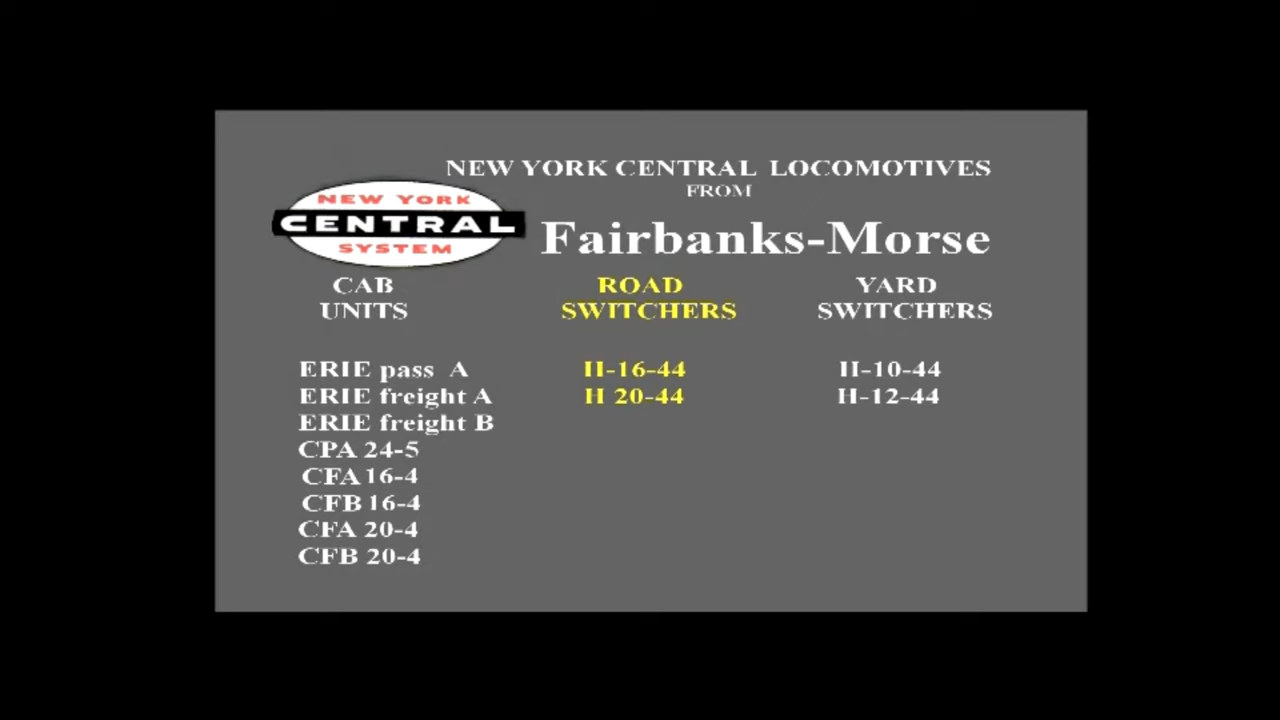 NEW YORK CENTRAL LOCOMOTIVES
FROM
Fairbanks-Morse
NEW YORK
CENTRAL
SYSTEM
CAB
UNITS
ERIE pass A
ERIE freight A
ERIE freight B
CPA 24-5
CFA 16-4
CFB 16-4
CFA 20-4
CFB 20-4
ROAD
SWITCHERS
H-16-44
H 20-44
YARD
SWITCHERS
H-10-44
H-12-44